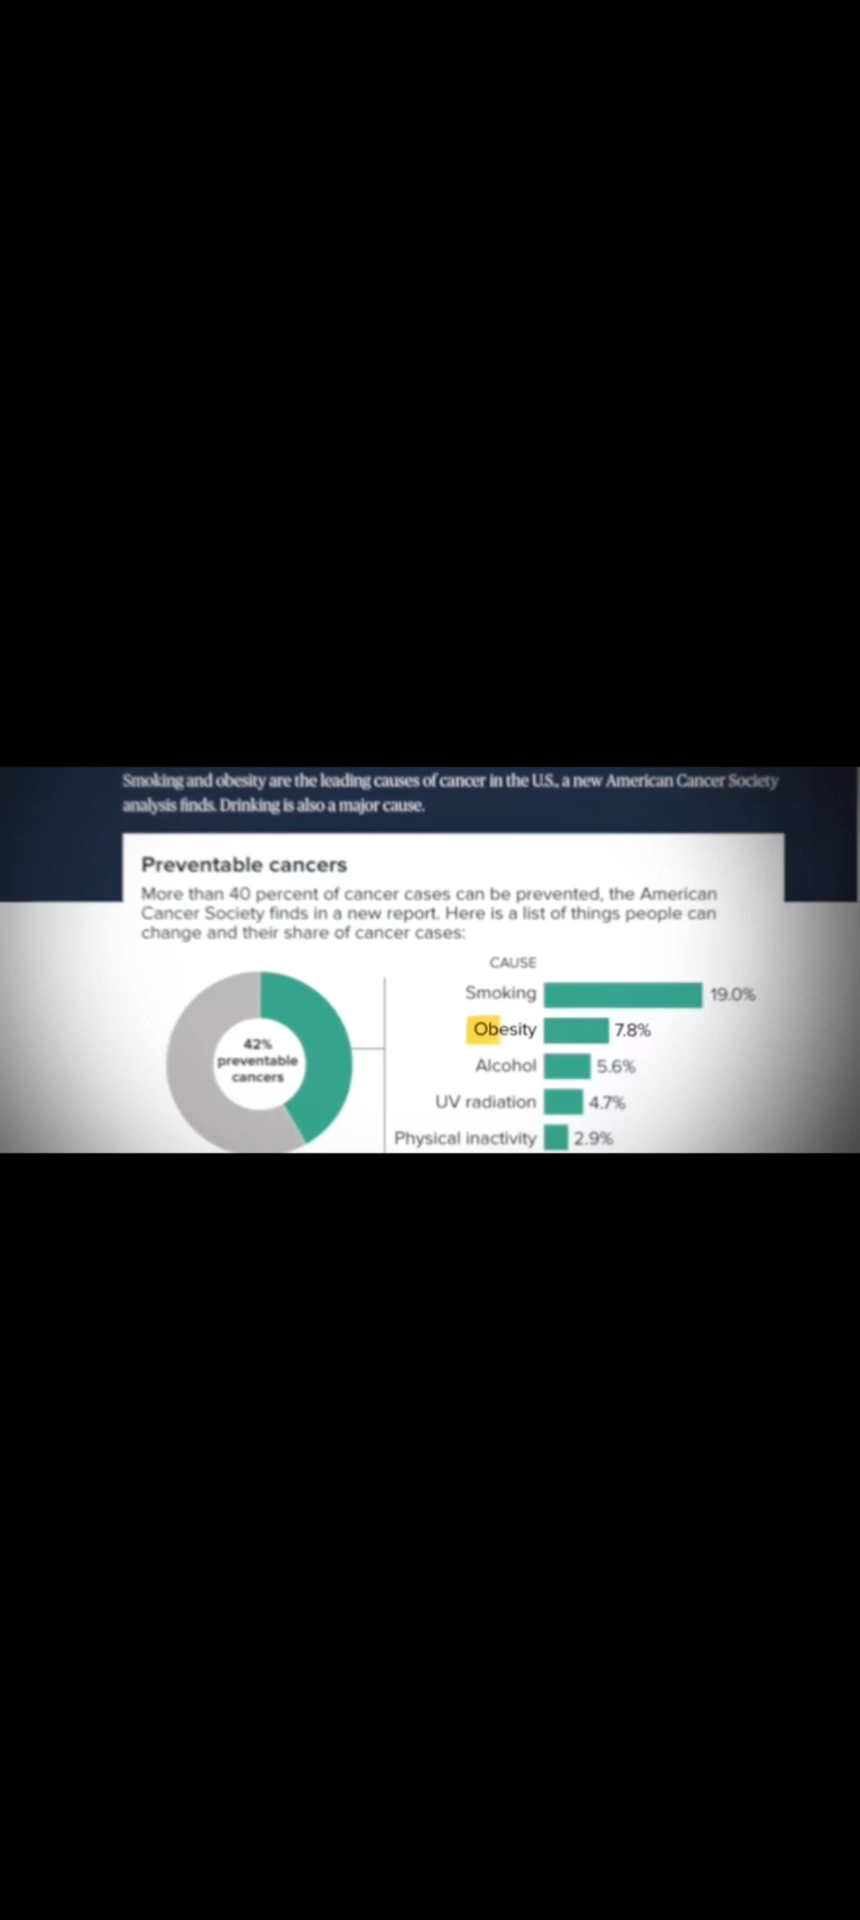 Smoking and obesity are the leading causes of cancer in the U.S., a new American Cancer Society
analysis finds. Drinking is also a major cause.
Preventable cancers
More than 40 percent of cancer cases can be prevented, the American
Cancer Society finds in a new report. Here is a list of things people can
change and their share of cancer cases:
42%
preventable
cancers
CAUSE
Smoking 19.0%
Obesity 7.8%
Alcohol 5.6%
UV radiation 4.7%
Physical inactivity 2.9%